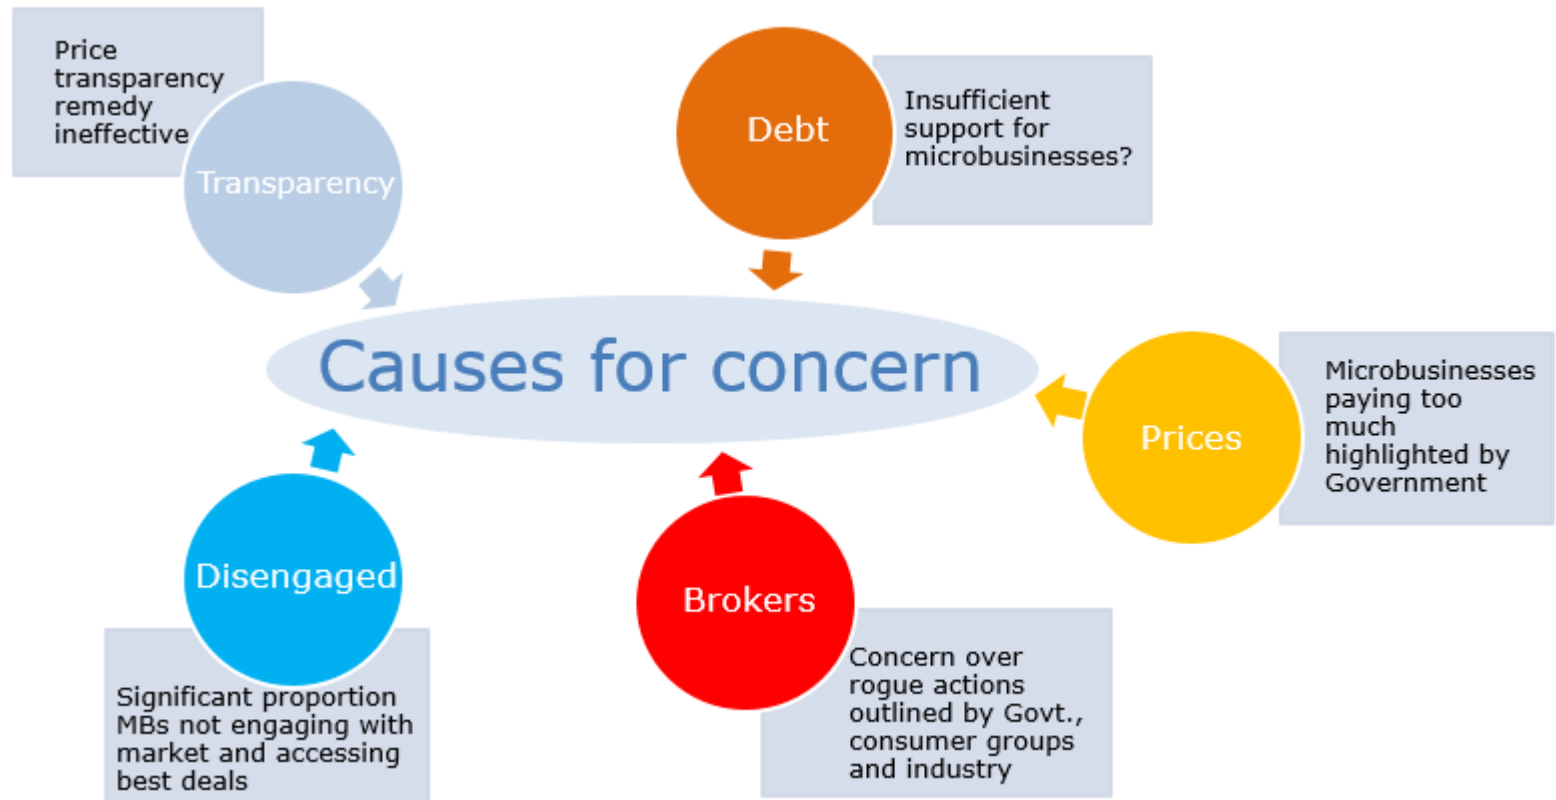 Price
transparency
remedy
ineffective
Transparency
Debt
Insufficient
support for
microbusinesses?
Causes for concern
Prices
Microbusinesses
paying too
much
highlighted by
Government
Disengaged
Significant proportion
MBs not engaging with
market and accessing
best deals
Brokers
Concern over
rogue actions
outlined by Govt.,
consumer groups
and industry